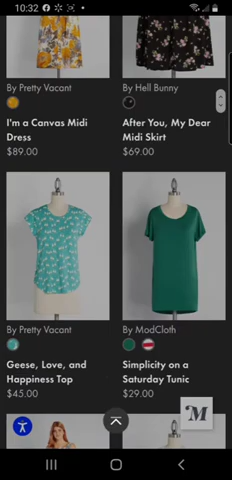 10:32
By Pretty Vacant
I'm a Canvas Midi
Dress
$89.00
By Hell Bunny
After You, My Dear
Midi Skirt
$69.00
By Pretty Vacant
Geese, Love, and
Happiness Top
$45.00
By ModCloth
Simplicity on a
Saturday Tunic
$29.00
M